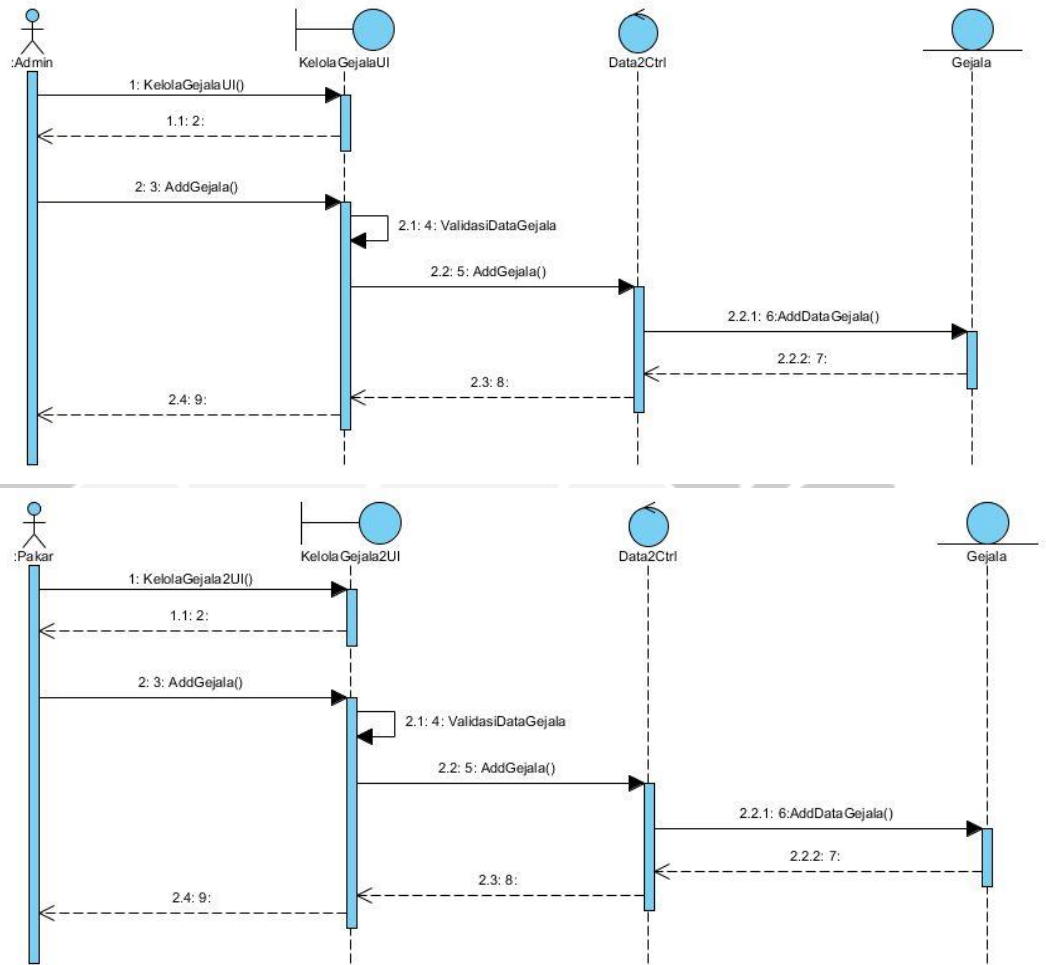 :Admin
KelolaGejalaUI
Data2Ctrl
Gejala
1: KelolaGejalaUI()
1.1: 2:
2: 3: AddGejala()
2.1: 4: ValidasiDataGejala
2.2: 5: AddGejala()
2.2.1: 6:AddDataGejala()
2.2.2: 7:
2.3: 8:
2.4: 9:
:Pakar
KelolaGejala2UI
Data2Ctrl
Gejala
1: KelolaGejala2UI()
1.1: 2:
2: 3: AddGejala()
2.1: 4: ValidasiDataGejala
2.2: 5: AddGejala()
2.2.1: 6:AddDataGejala()
2.2.2: 7:
2.3: 8:
2.4: 9: